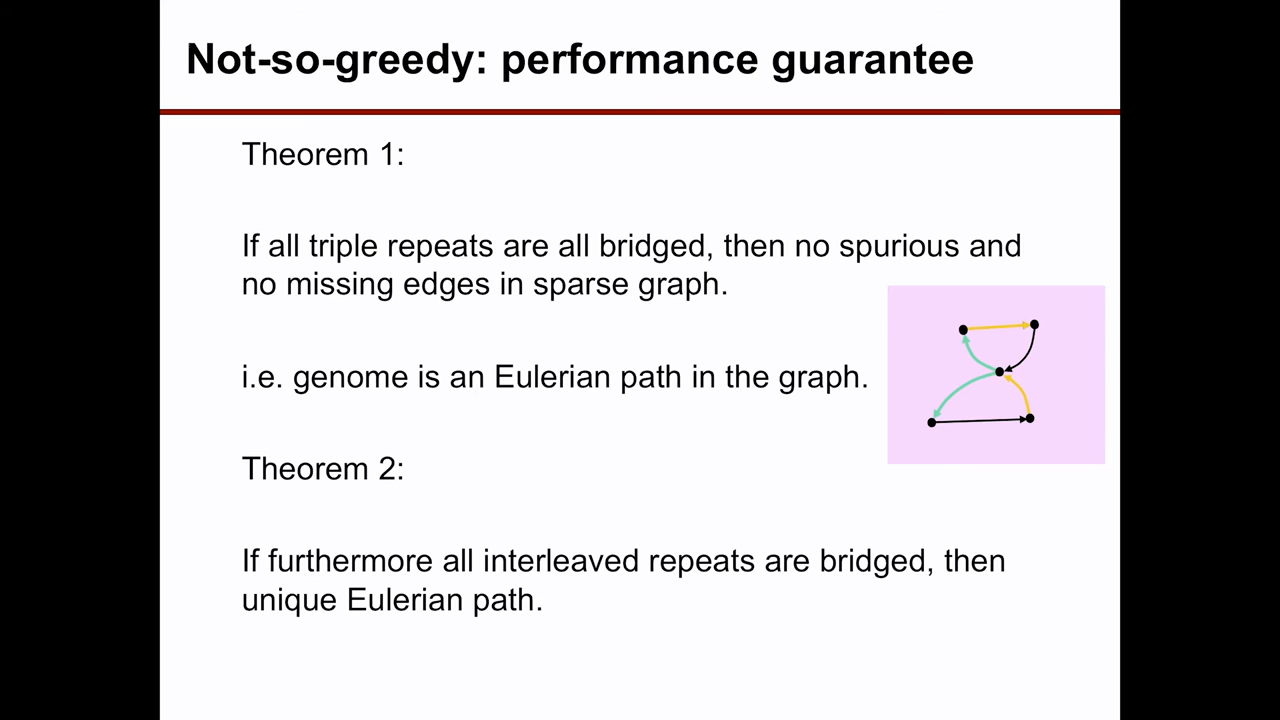 Not-so-greedy: performance guarantee
Theorem 1:
If all triple repeats are all bridged, then no spurious and
no missing edges in sparse graph.
i.e. genome is an Eulerian path in the graph.
Theorem 2:
If furthermore all interleaved repeats are bridged, then
unique Eulerian path.